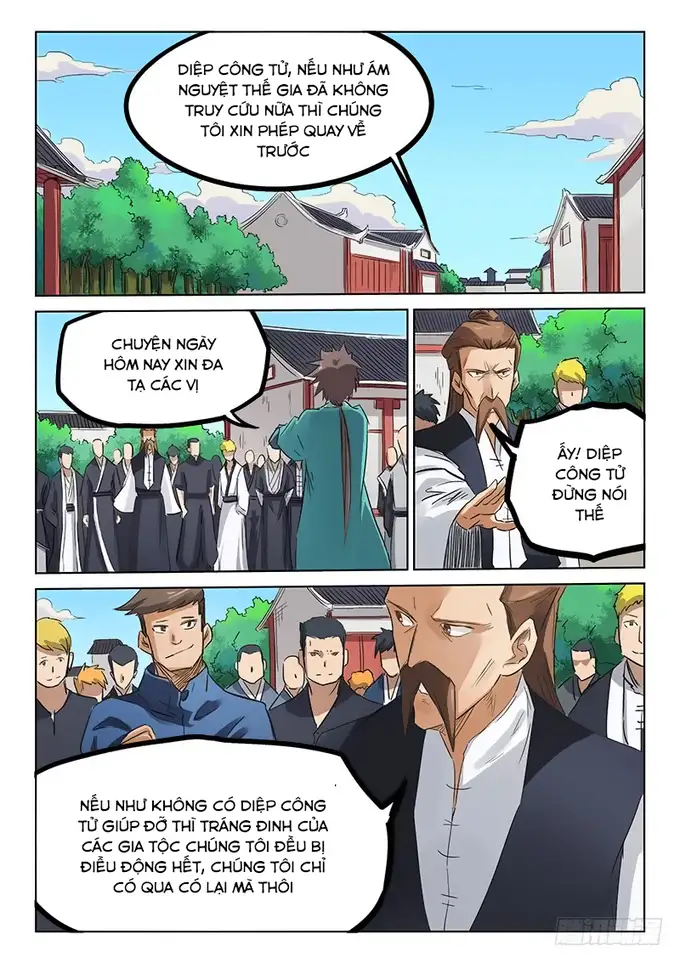 DIỆP CÔNG TỬ, NẾU NHƯ ÁM
NGUYỆT THẾ GIA ĐÃ KHÔNG
TRUY CỨU NỮA THÌ CHÚNG
TÔI XIN PHÉP QUAY VỀ
TRƯỚC
CHUYỆN NGÀY
HÔM NAY XIN ĐA
TẠ CÁC VỊ
ẤY! DIỆP
CÔNG TỬ
ĐỪNG NÓI
THẾ
NẾU NHƯ KHÔNG CÓ DIỆP CÔNG
TỬ GIÚP ĐỠ THÌ TRÁNG ĐINH CỦA
CÁC GIA TỘC CHÚNG TÔI ĐỀU BỊ
ĐIỀU ĐỘNG HẾT, CHÚNG TÔI CHỈ
CÓ QUA CÓ LẠI MÀ THÔI